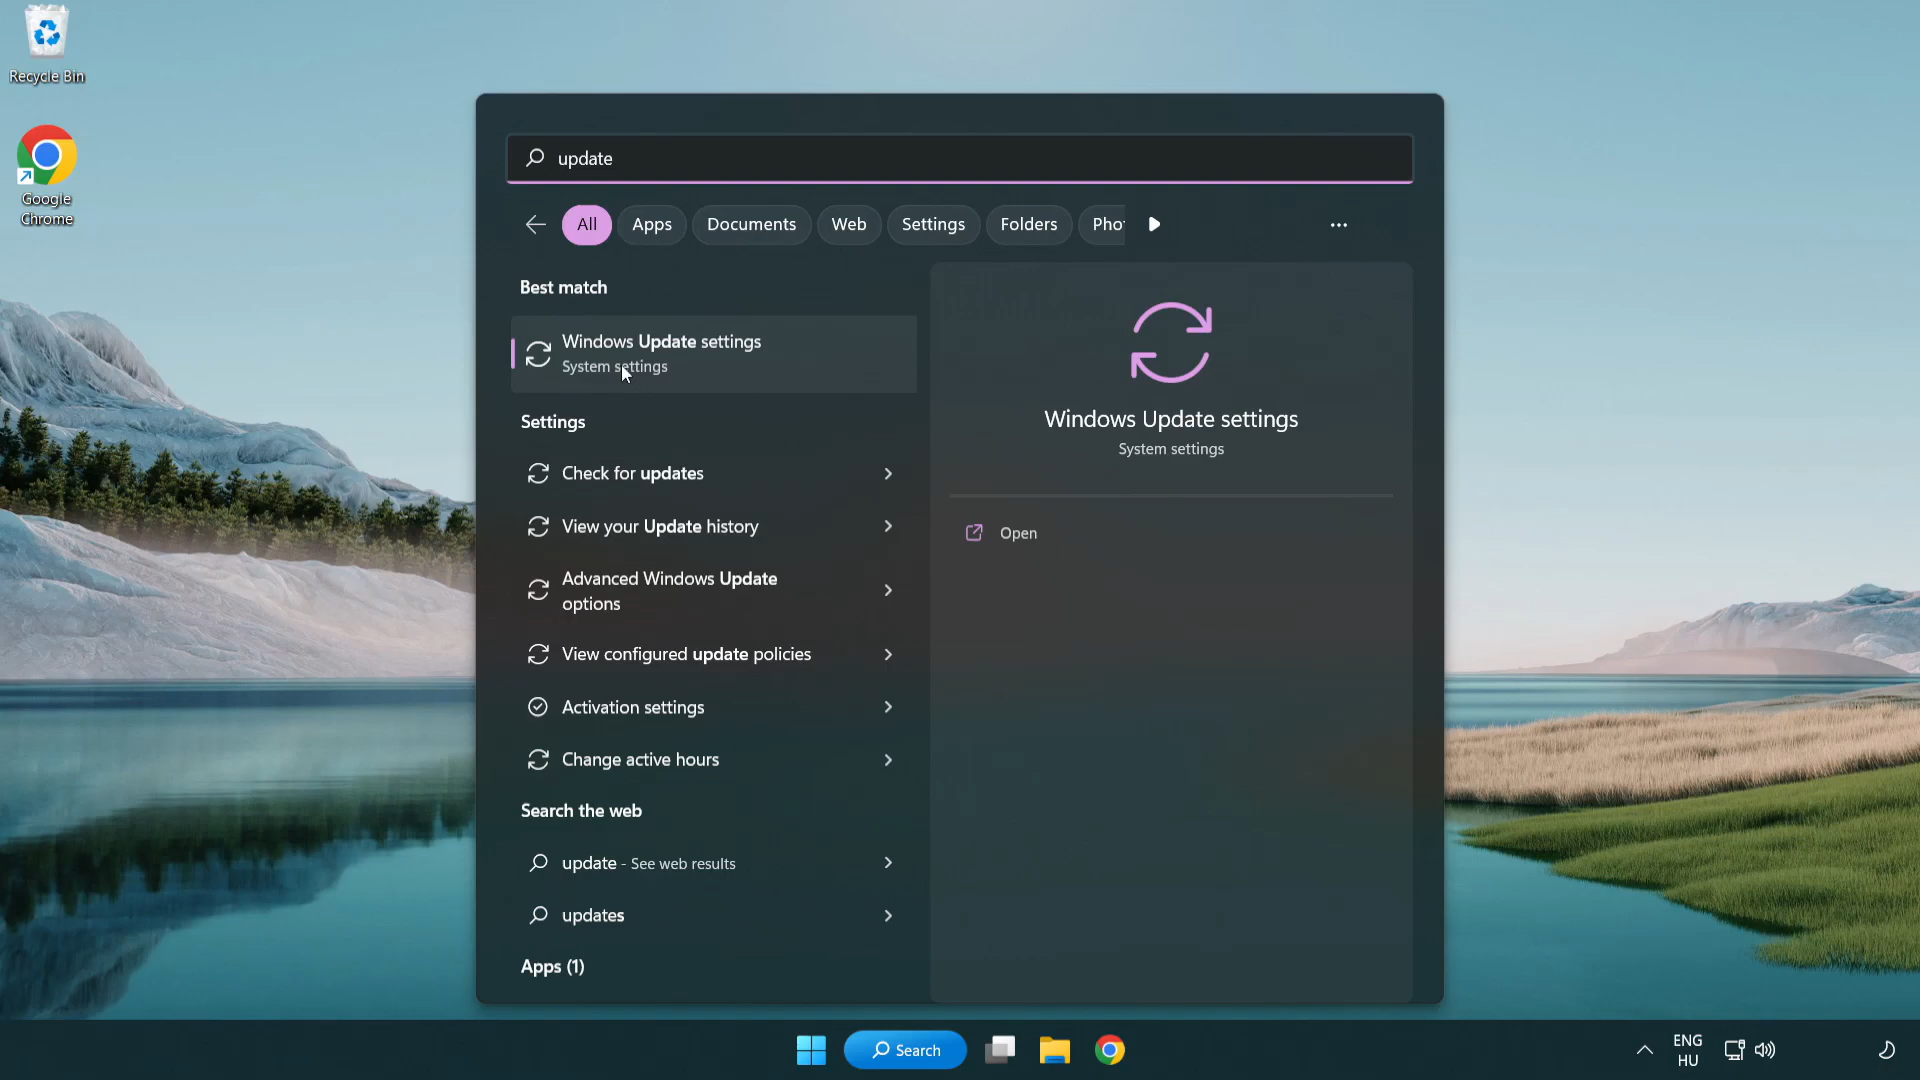 Recycle Bin
Google
Chrome
update
All
Apps
Documents
Web
Settings
Folders
Best match
Windows Update settings
System settings
Settings
Check for updates
View your Update history
Advanced Windows Update
options
View configured update policies
Activation settings
Change active hours
Search the web
update - See web results
updates
Apps (1)
Windows Update settings
System settings
Open
Search
ENG
HU